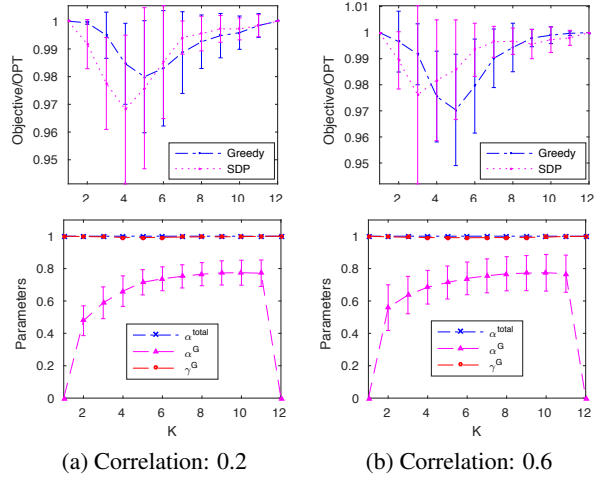 Objective/OPT
1
0.99
0.98
0.97
0.96
0.95
2 4 6 8 10 12
Greedy
SDP
Objective/OPT
1.01
1
0.99
0.98
0.97
0.96
0.95
2 4 6 8 10 12
Greedy
SDP
Parameters
1
0.8
0.6
0.4
0.2
0
α^total
α^G
γ^G
2 4 6 8 10 12
K
Parameters
1
0.8
0.6
0.4
0.2
0
α^total
α^G
γ^G
2 4 6 8 10 12
K
(a) Correlation: 0.2
(b) Correlation: 0.6